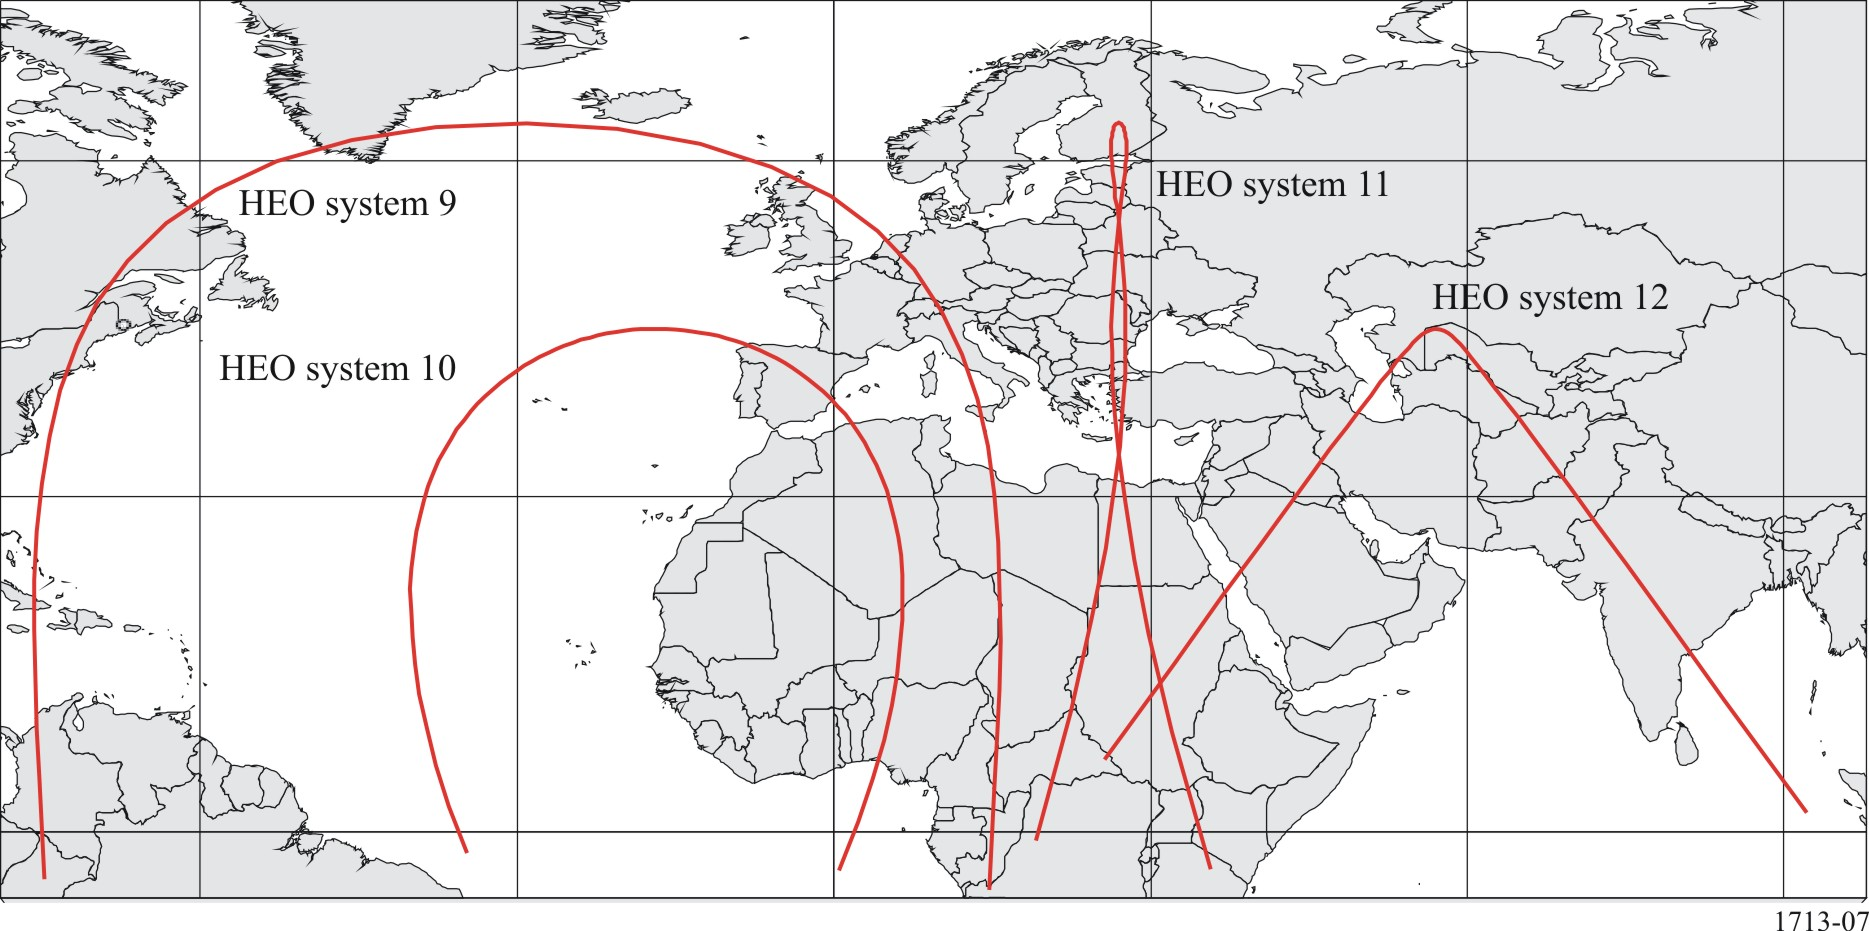 HEO system 11
HEO system 9
HEO system 12
HEO system 10
1713-07